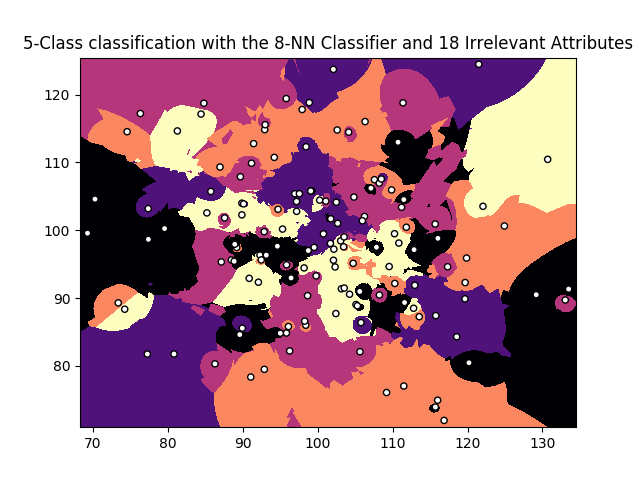 5-Class classification with the 8-NN Classifier and 18 Irrelevant Attributes
120
110
100
90
80
70 80 90 100 110 120 130